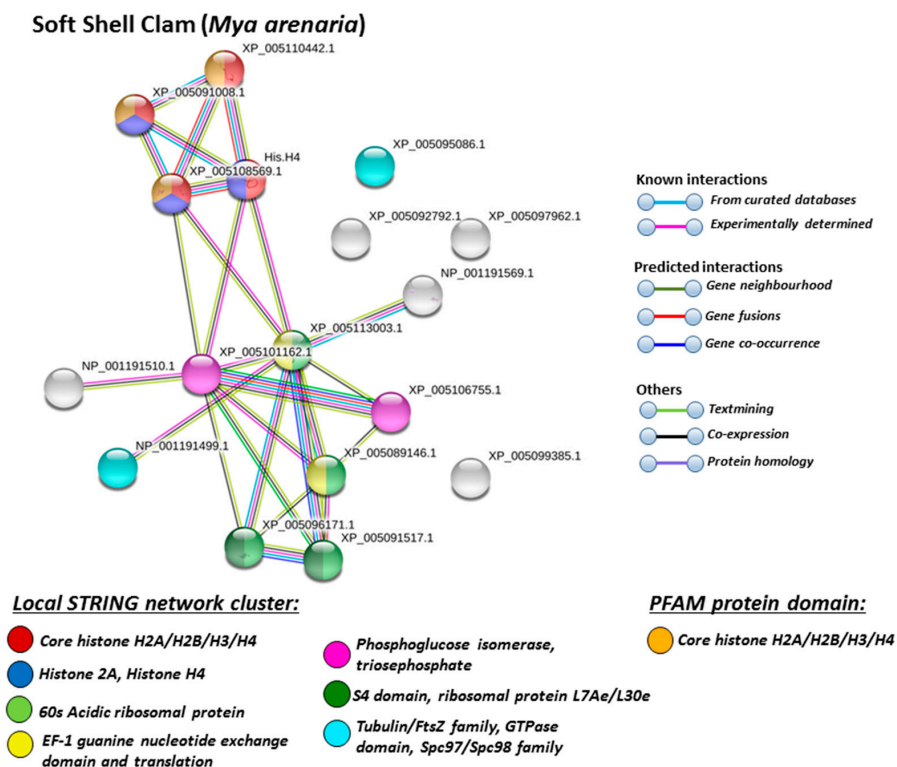 Soft Shell Clam (Mya arenaria)
XP_005110442.1
XP_005091008.1
His.H4
XP_005108569.1
XP_005095086.1
XP_005092792.1
XP_005097962.1
NP_001191569.1
XP_005113003.1
XP_005101162.1
NP_001191510.1
XP_005106755.1
NP_001191499.1
XP_005089146.1
XP_005099385.1
XP_005096171.1
XP_005091517.1
Known interactions
From curated databases
Experimentally determined
Predicted interactions
Gene neighbourhood
Gene fusions
Gene co-occurrence
Others
Textmining
Co-expression
Protein homology
Local STRING network cluster:
Core histone H2A/H2B/H3/H4
Histone 2A, Histone H4
60s Acidic ribosomal protein
EF-1 guanine nucleotide exchange
domain and translation
Phosphoglucose isomerase,
triosephosphate
S4 domain, ribosomal protein L7Ae/L30e
Tubulin/FtsZ family, GTPase
domain, Spc97/Spc98 family
PFAM protein domain:
Core histone H2A/H2B/H3/H4